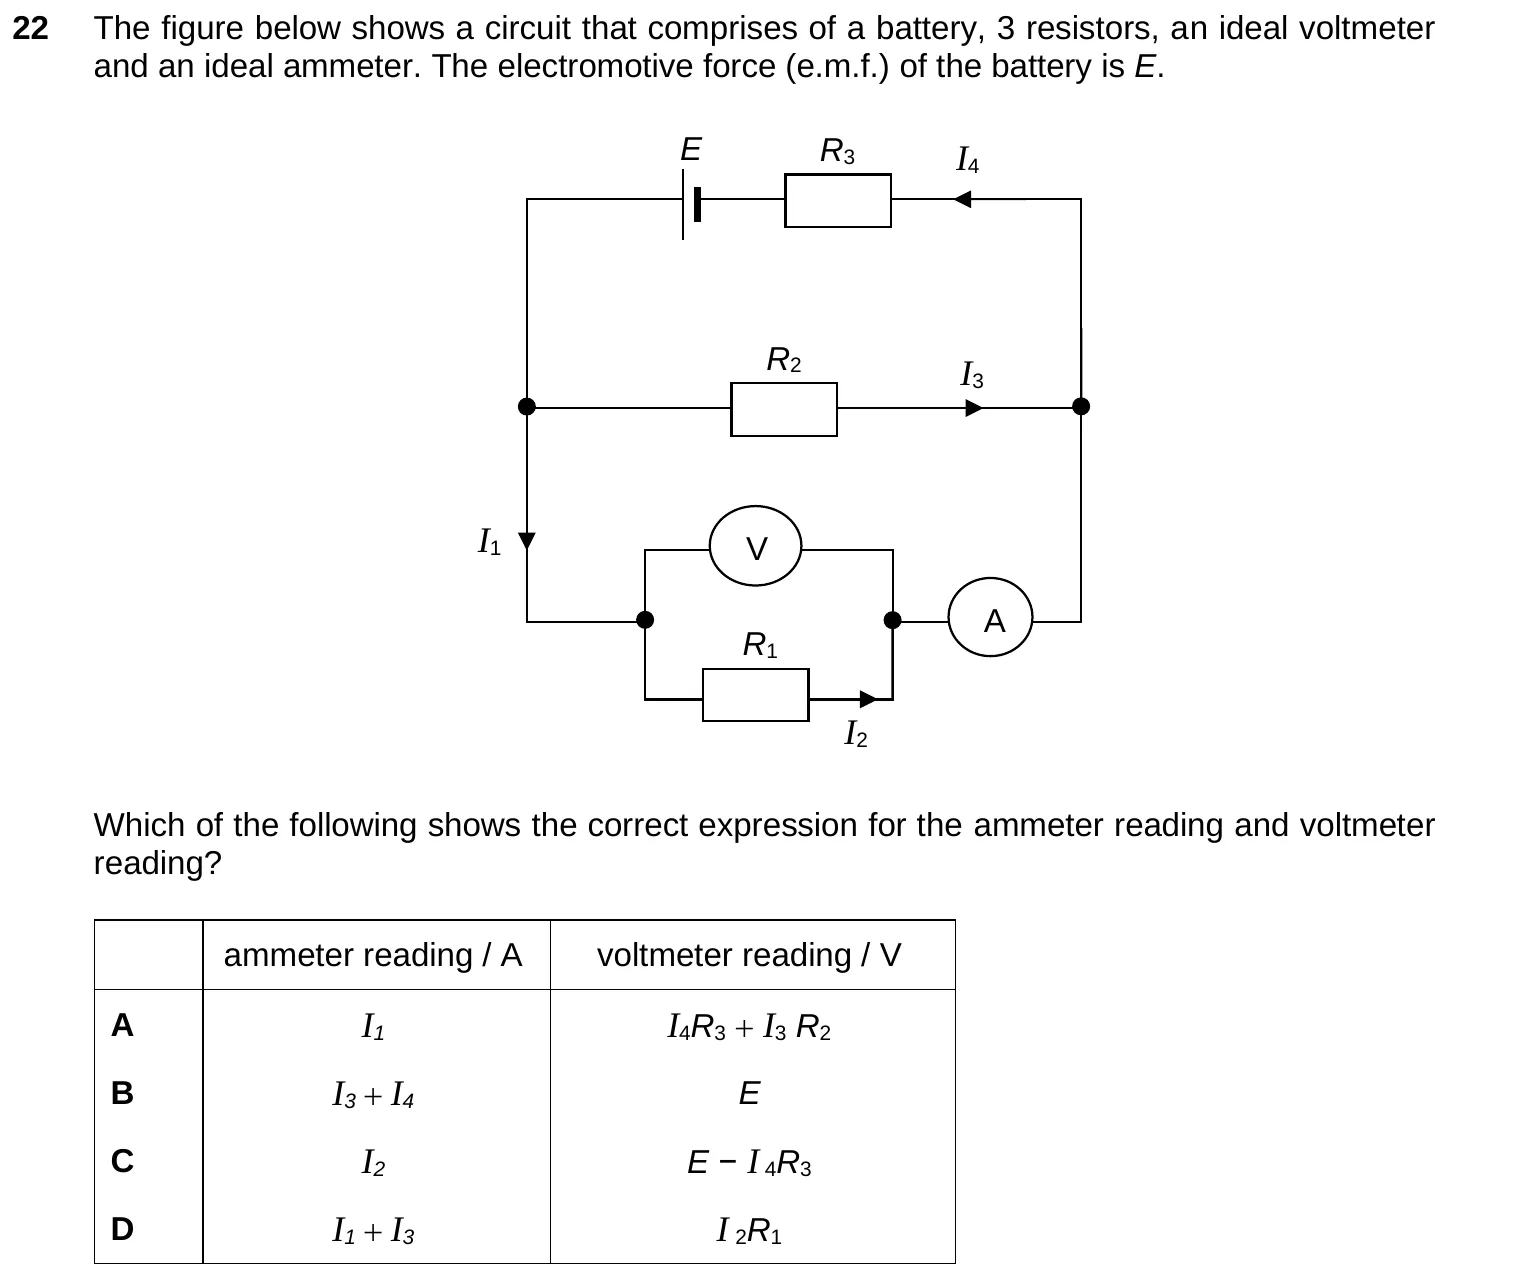 22 The figure below shows a circuit that comprises of a battery, 3 resistors, an ideal voltmeter
and an ideal ammeter. The electromotive force (e.m.f.) of the battery is E.
E R3 I4
R2 I3
I1
V
A
R1
I2
Which of the following shows the correct expression for the ammeter reading and voltmeter
reading?
ammeter reading / A voltmeter reading / V
A I1 I4R3 + I3 R2
B I3 + I4 E
C I2 E − I 4R3
D I1 + I3 I 2R1